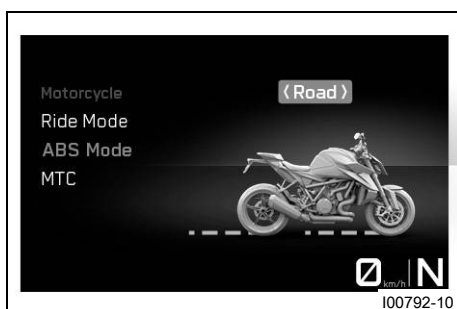 Motorcycle
⟨Road⟩
Ride Mode
ABS Mode
MTC
0 km/h N
I00792-10